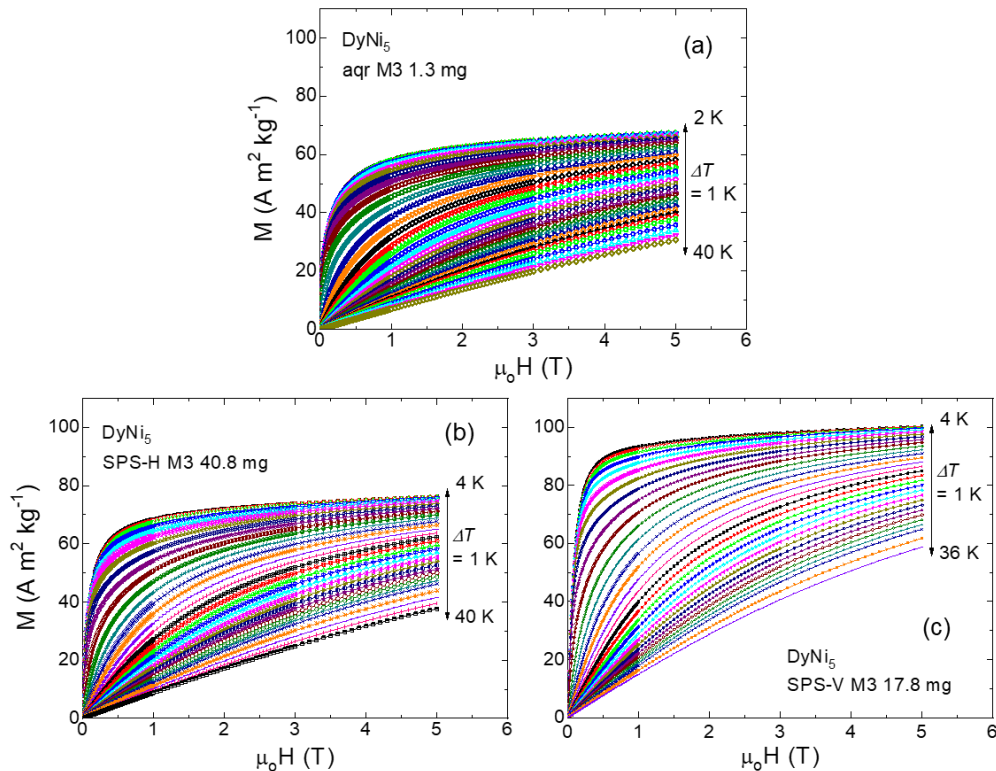 (a)
DyNi5
aqr M3 1.3 mg
2 K
ΔT
= 1 K
40 K
100
80
60
40
20
0
M (A m² kg⁻¹)
0 1 2 3 4 5 6
μoH (T)
(b)
DyNi5
SPS-H M3 40.8 mg
4 K
ΔT
= 1 K
40 K
100
80
60
40
20
0
M (A m² kg⁻¹)
0 1 2 3 4 5 6
μoH (T)
4 K
ΔT
= 1 K
36 K
(c)
DyNi5
SPS-V M3 17.8 mg
100
80
60
40
20
0
0 1 2 3 4 5 6
μoH (T)